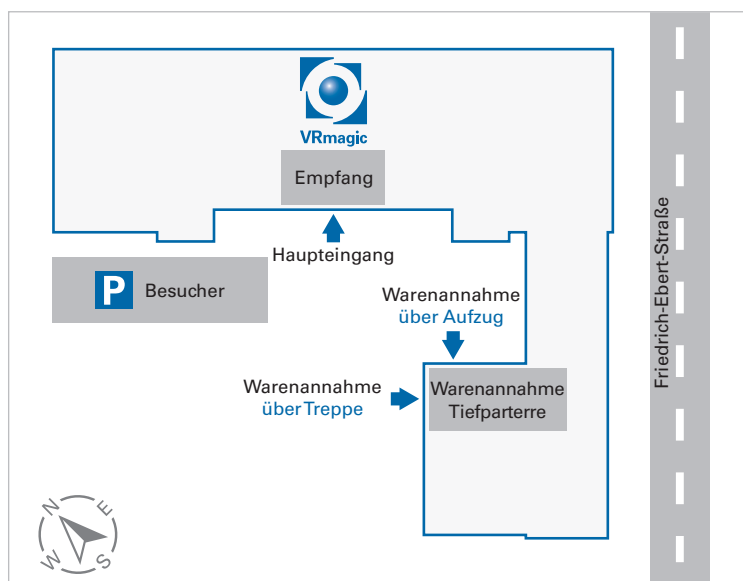 VRmagic
Empfang
Haupteingang
P Besucher
Warenannahme
über Aufzug
Warenannahme
über Treppe
Warenannahme
Tiefparterre
Friedrich-Ebert-Straße
N E
W S